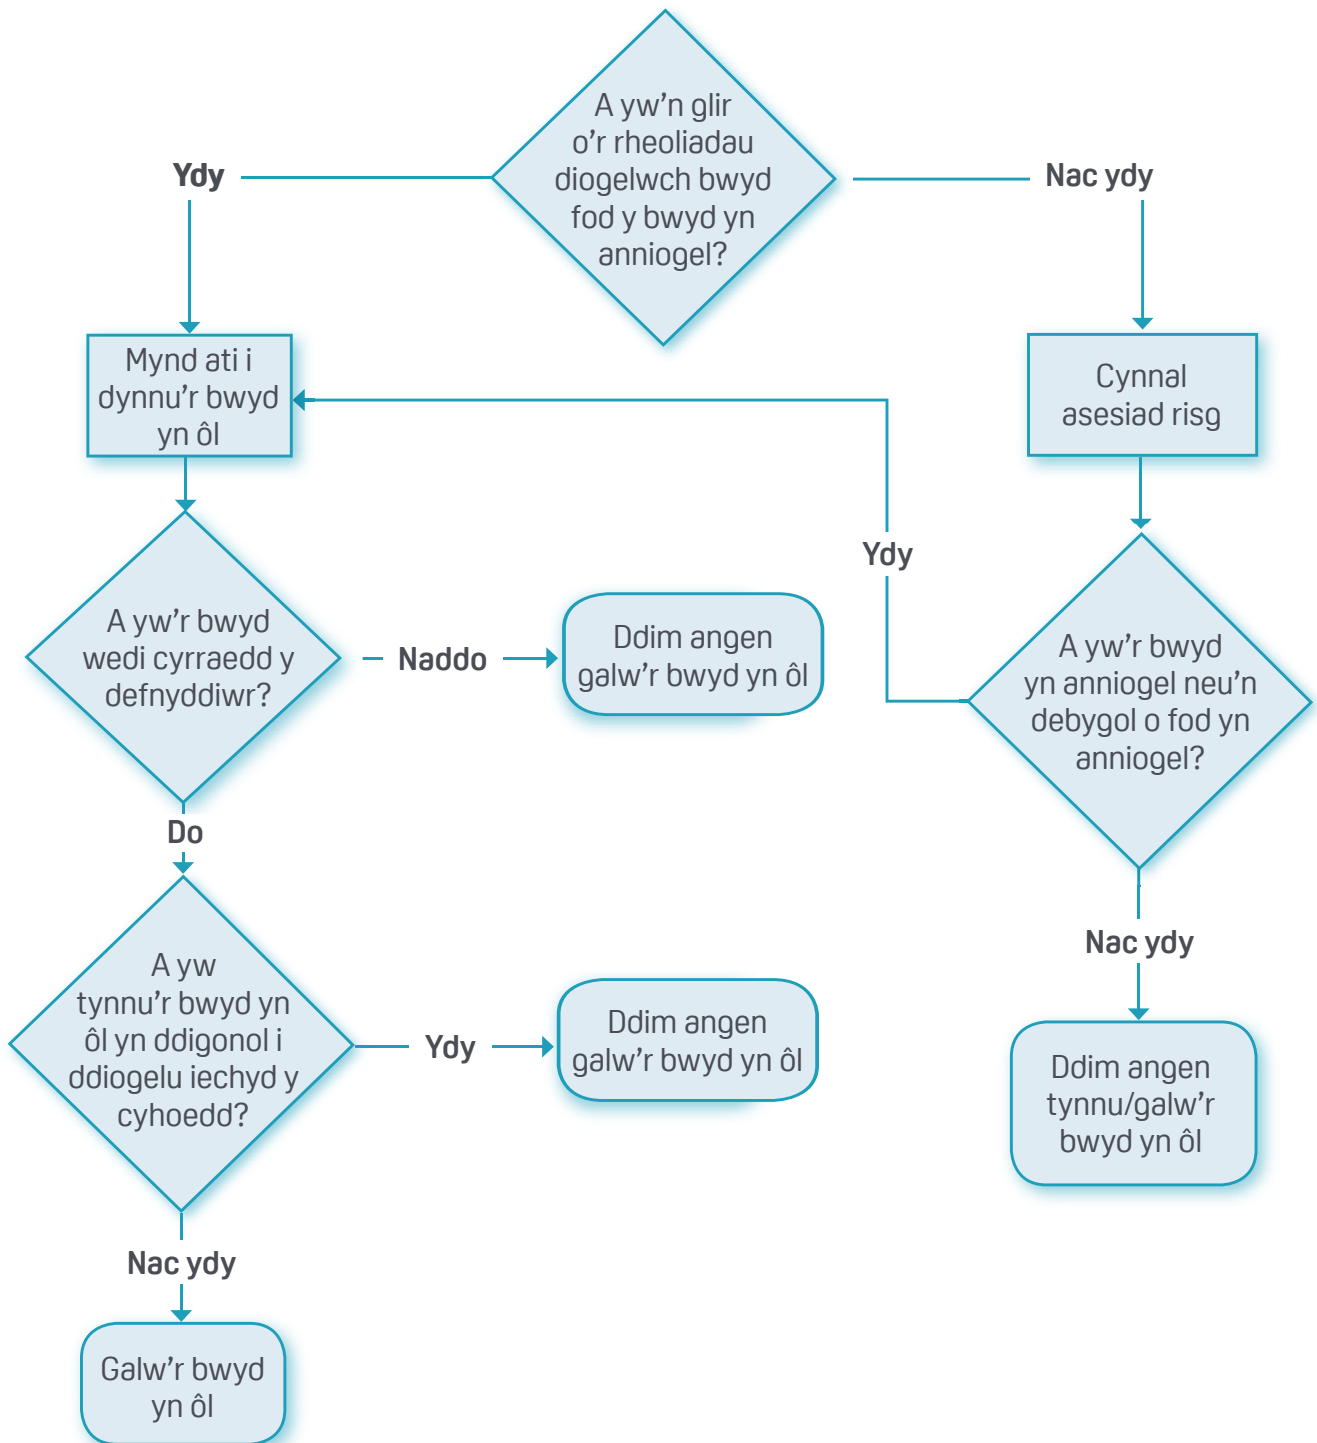 A yw'n glir
o'r rheoliadau
diogelwch bwyd
fod y bwyd yn
anniogel?
Ydy
Nac ydy
Mynd ati i
dynnu'r bwyd
yn ôl
Cynnal
asesiad risg
Ydy
A yw'r bwyd
wedi cyrraedd y
defnyddiwr?
Naddo
Ddim angen
galw'r bwyd yn ôl
A yw'r bwyd
yn anniogel neu'n
debygol o fod yn
anniogel?
Do
Nac ydy
A yw
tynnu'r bwyd yn
ôl yn ddigonol i
ddiogelu iechyd y
cyhoedd?
Ydy
Ddim angen
galw'r bwyd yn ôl
Ddim angen
tynnu/galw'r
bwyd yn ôl
Nac ydy
Galw'r bwyd
yn ôl